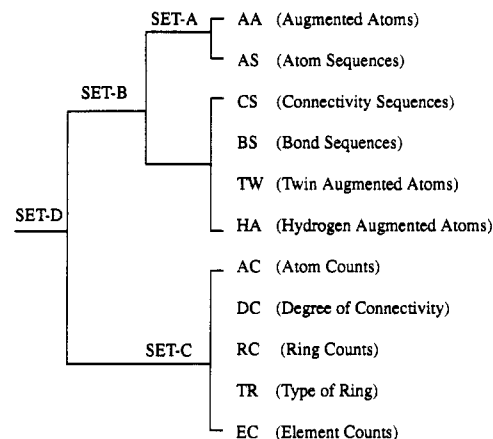 SET-A
AA (Augmented Atoms)
AS (Atom Sequences)
SET-B
CS (Connectivity Sequences)
BS (Bond Sequences)
TW (Twin Augmented Atoms)
HA (Hydrogen Augmented Atoms)
SET-D
AC (Atom Counts)
DC (Degree of Connectivity)
SET-C
RC (Ring Counts)
TR (Type of Ring)
EC (Element Counts)